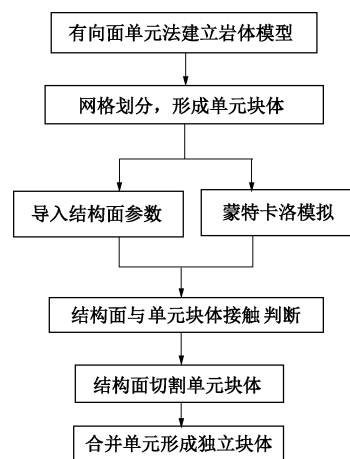 有向面单元法建立岩体模型
网格划分，形成单元块体
导入结构面参数
蒙特卡洛模拟
结构面与单元块体接触判断
结构面切割单元块体
合并单元形成独立块体